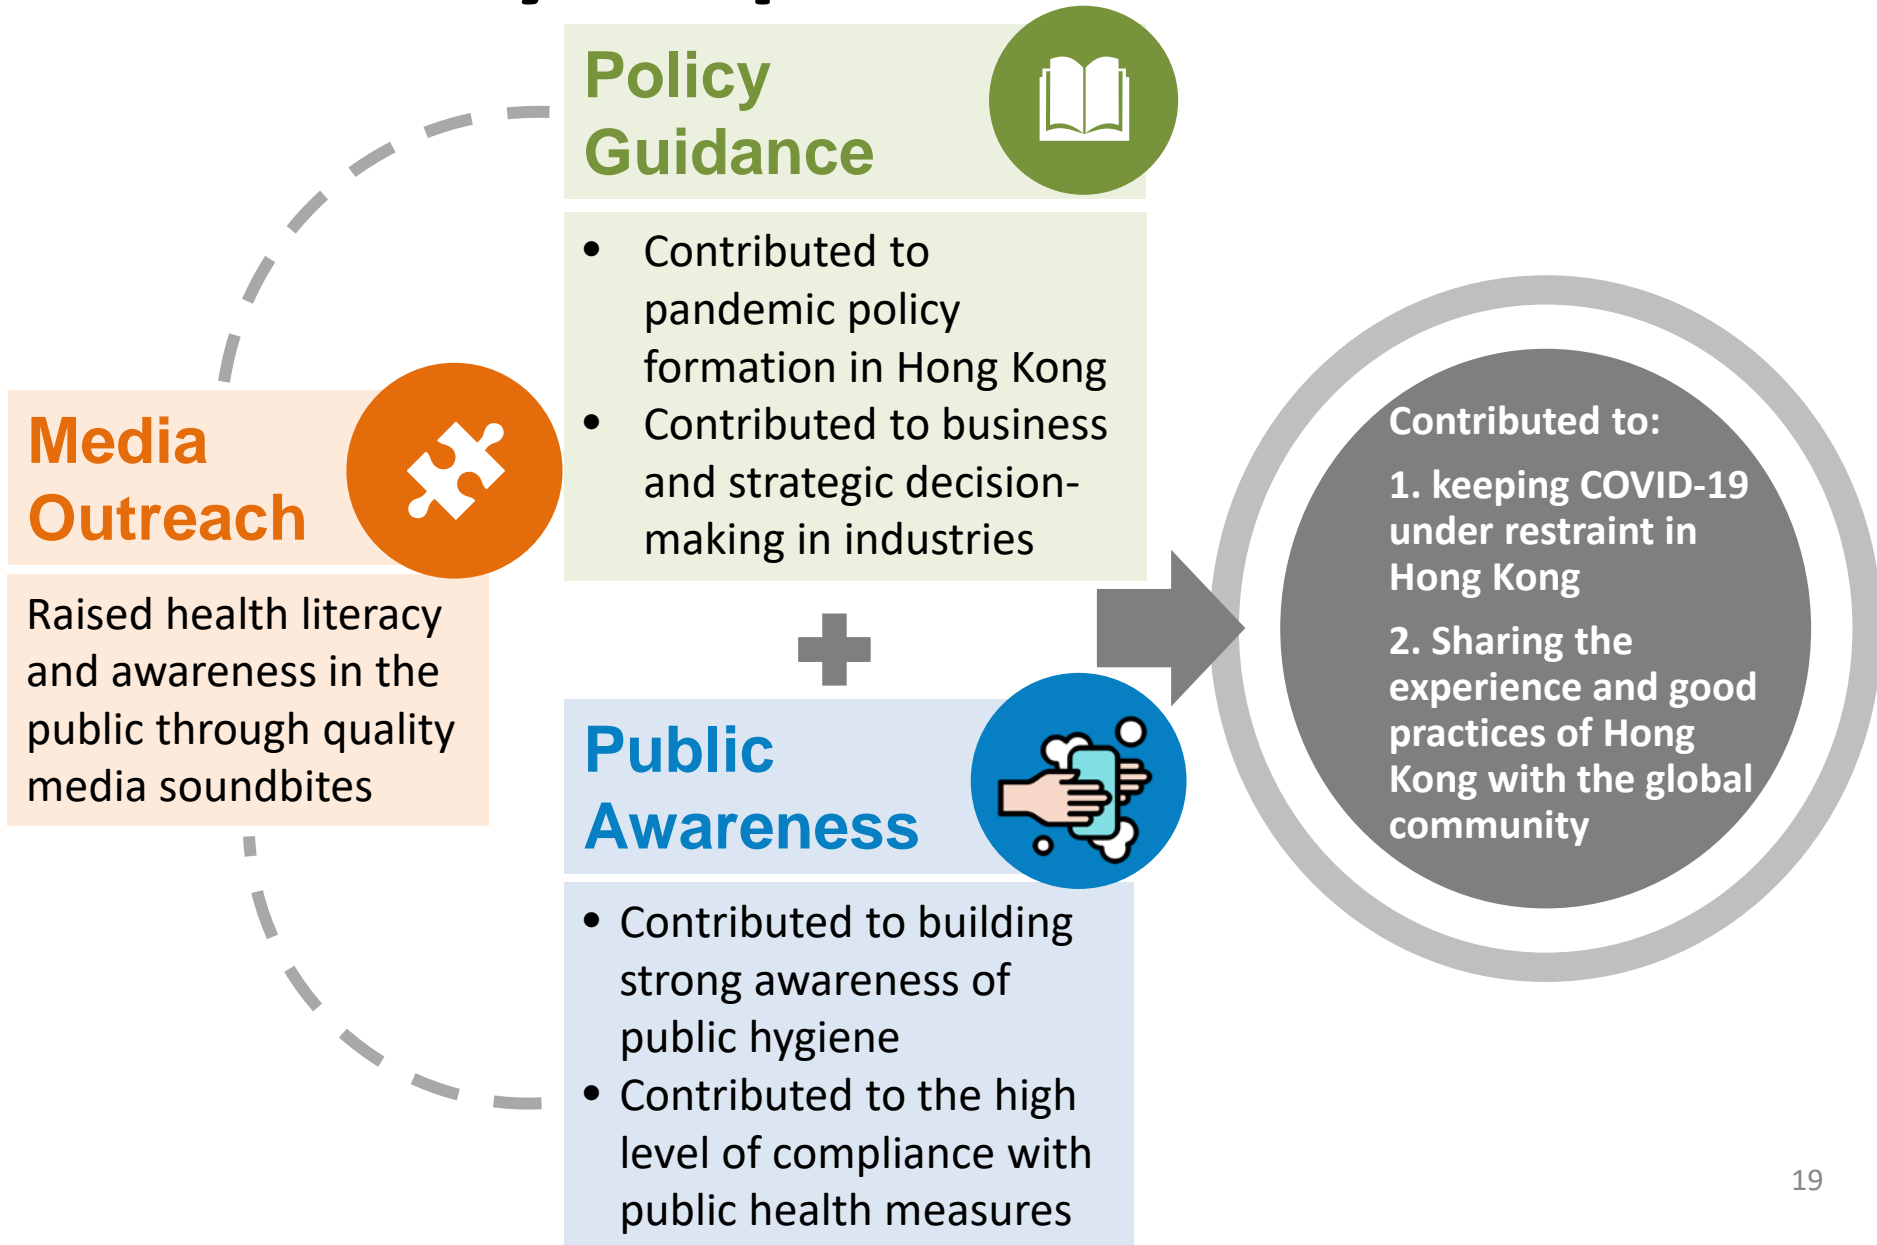 Policy
Guidance
• Contributed to
pandemic policy
formation in Hong Kong
• Contributed to business
and strategic decision-
making in industries
Media
Outreach
Raised health literacy
and awareness in the
public through quality
media soundbites
Public
Awareness
• Contributed to building
strong awareness of
public hygiene
• Contributed to the high
level of compliance with
public health measures
Contributed to:
1. keeping COVID-19
under restraint in
Hong Kong
2. Sharing the
experience and good
practices of Hong
Kong with the global
community
19